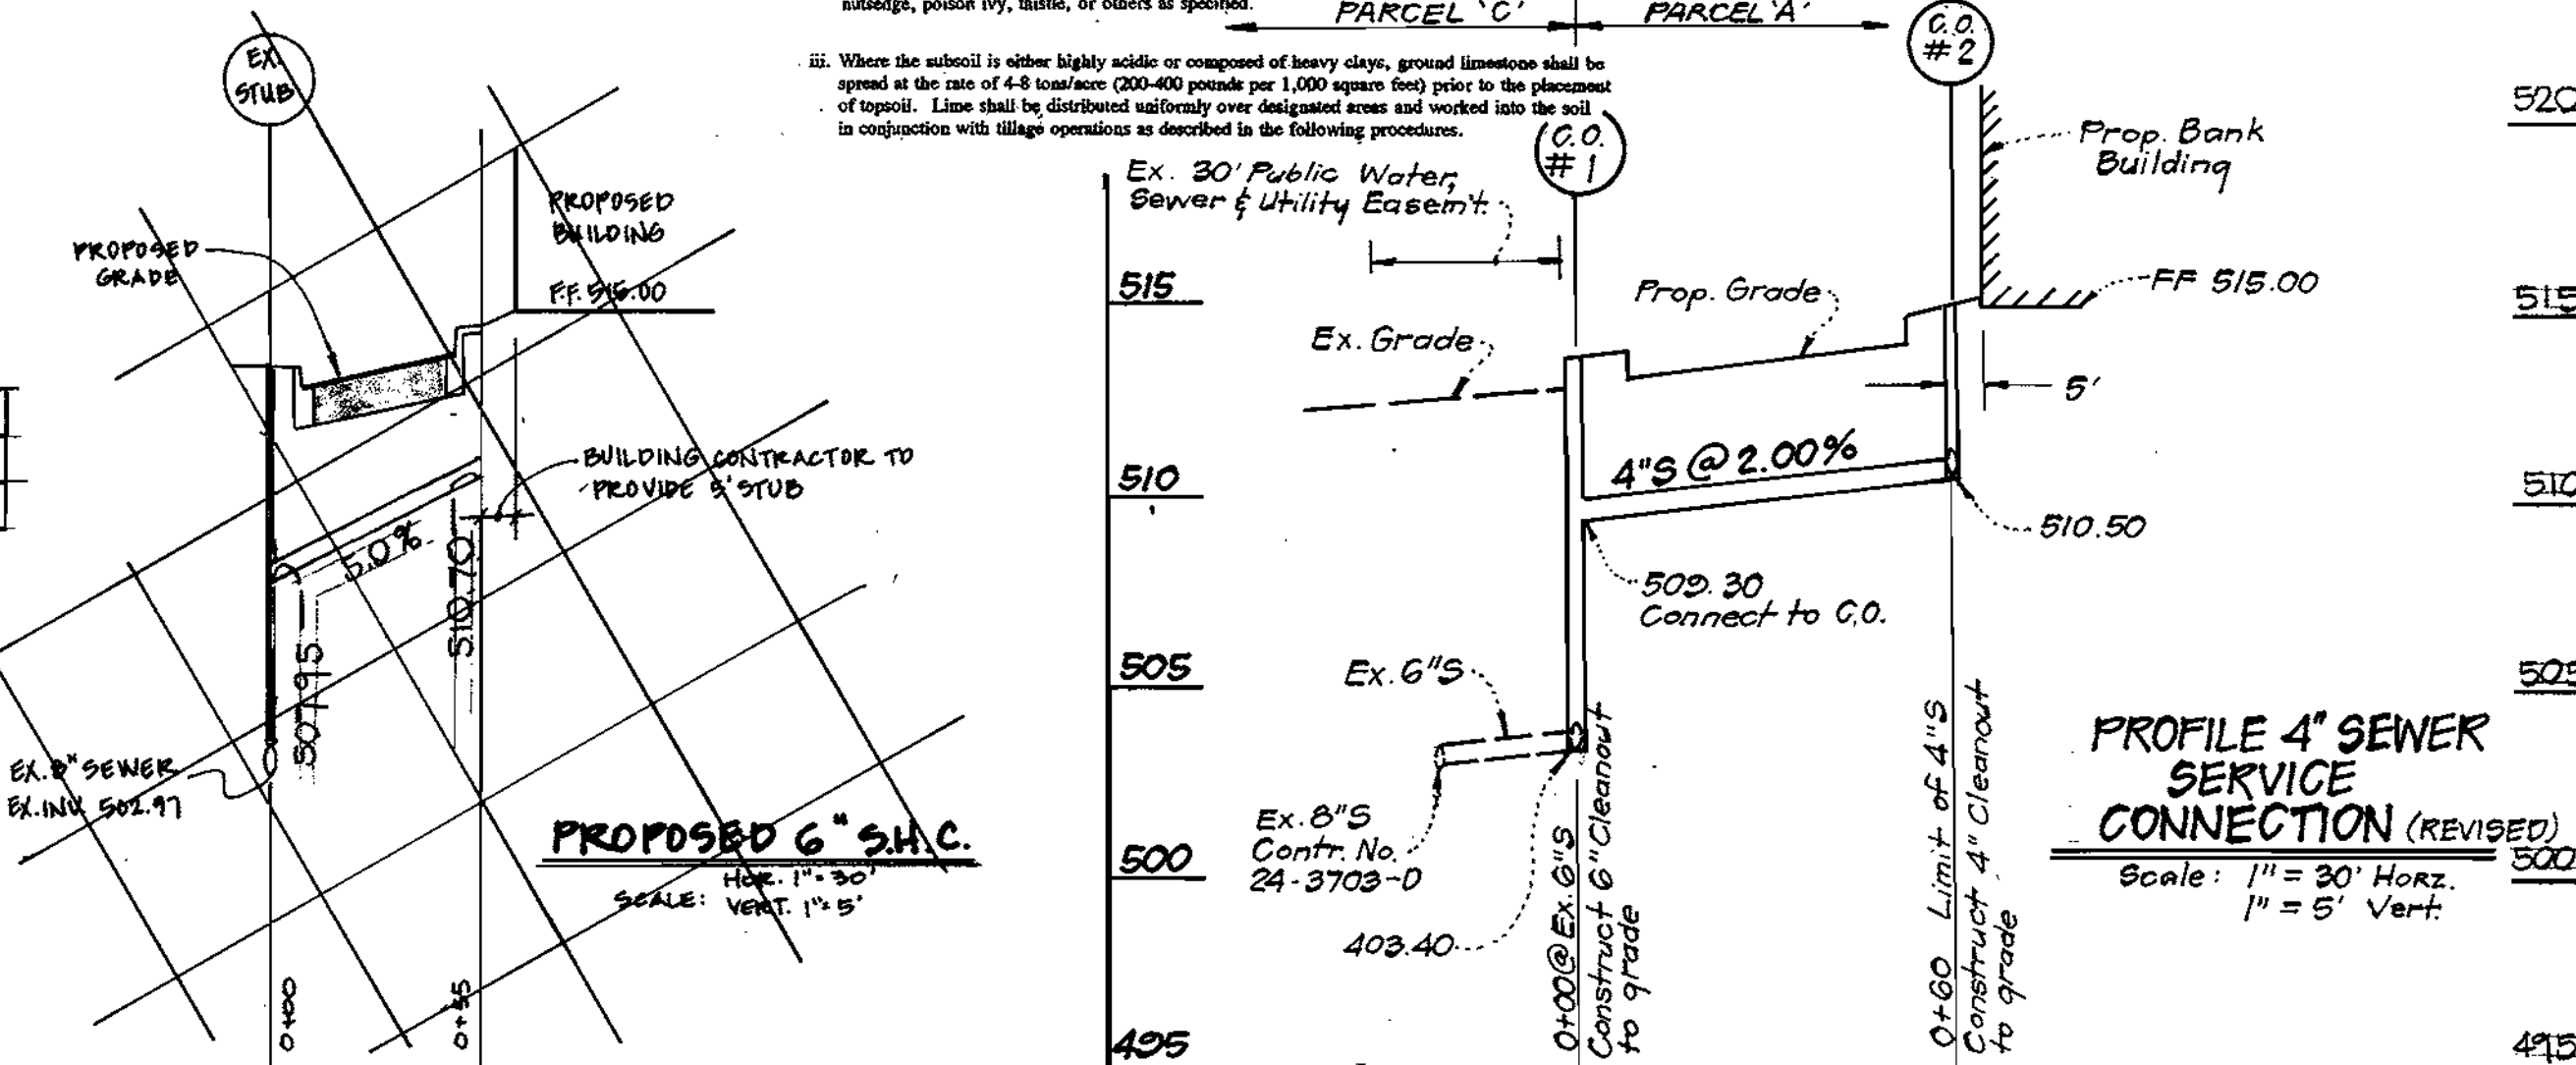 nutsedge, poison ivy, thistle, or others as specified.
iii. Where the subsoil is either highly acidic or composed of heavy clays, ground limestone shall be
spread at the rate of 4-8 tons/acre (200-400 pounds per 1,000 square feet) prior to the placement
of topsoil. Lime shall be distributed uniformly over designated areas and worked into the soil
in conjunction with tillage operations as described in the following procedures.
EX.
STUB
PROPOSED
GRADE
PROPOSED
BUILDING
F.F. 515.00
BUILDING CONTRACTOR TO
PROVIDE 5' STUB
5.0%
507.95
510.70
EX. 8" SEWER
EX. INV. 502.97
0+00
0+55
PROPOSED 6" S.H.C.
SCALE: HOR. 1"=30'
VERT. 1"=5'
PARCEL 'C'
PARCEL 'A'
C.O.
#1
C.O.
#2
Ex. 30' Public Water,
Sewer & Utility Easem't.
Prop. Bank
Building
FF 515.00
Prop. Grade
Ex. Grade
5'
4"S @ 2.00%
510.50
509.30
Connect to C.O.
Ex. 6"S
Ex. 8"S
Contr. No.
24-3703-D
403.40
0+00 @ Ex. 6"S
Construct 6" Cleanout
to grade
0+60 Limit of 4"S
Construct 4" Cleanout
to grade
515
510
505
500
495
520
515
510
505
500
495
PROFILE 4" SEWER
SERVICE
CONNECTION (REVISED)
Scale: 1" = 30' HORZ.
1" = 5' Vert.